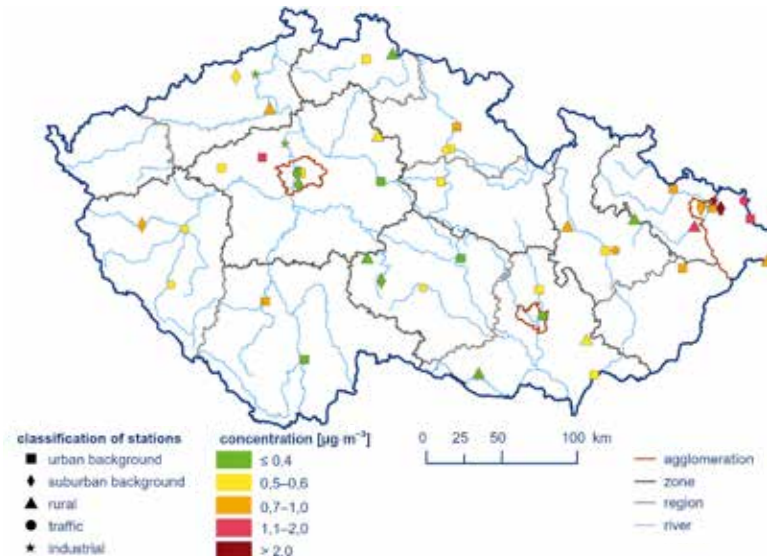 classification of stations
urban background
suburban background
rural
traffic
industrial
concentration [µg·m⁻³]
≤ 0,4
0,5–0,6
0,7–1,0
1,1–2,0
> 2,0
0 25 50 100 km
agglomeration
zone
region
river